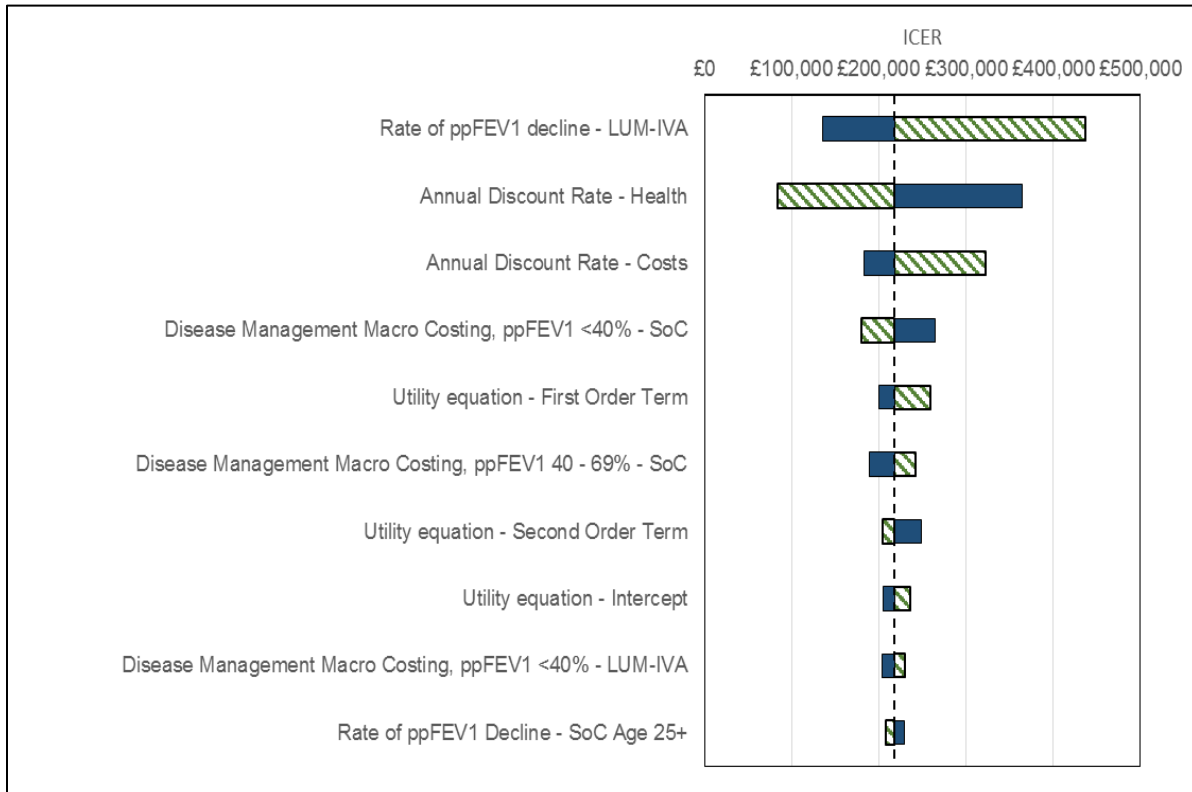 ICER
£0 £100,000 £200,000 £300,000 £400,000 £500,000
Rate of ppFEV1 decline - LUM-IVA
Annual Discount Rate - Health
Annual Discount Rate - Costs
Disease Management Macro Costing, ppFEV1 <40% - SoC
Utility equation - First Order Term
Disease Management Macro Costing, ppFEV1 40 - 69% - SoC
Utility equation - Second Order Term
Utility equation - Intercept
Disease Management Macro Costing, ppFEV1 <40% - LUM-IVA
Rate of ppFEV1 Decline - SoC Age 25+